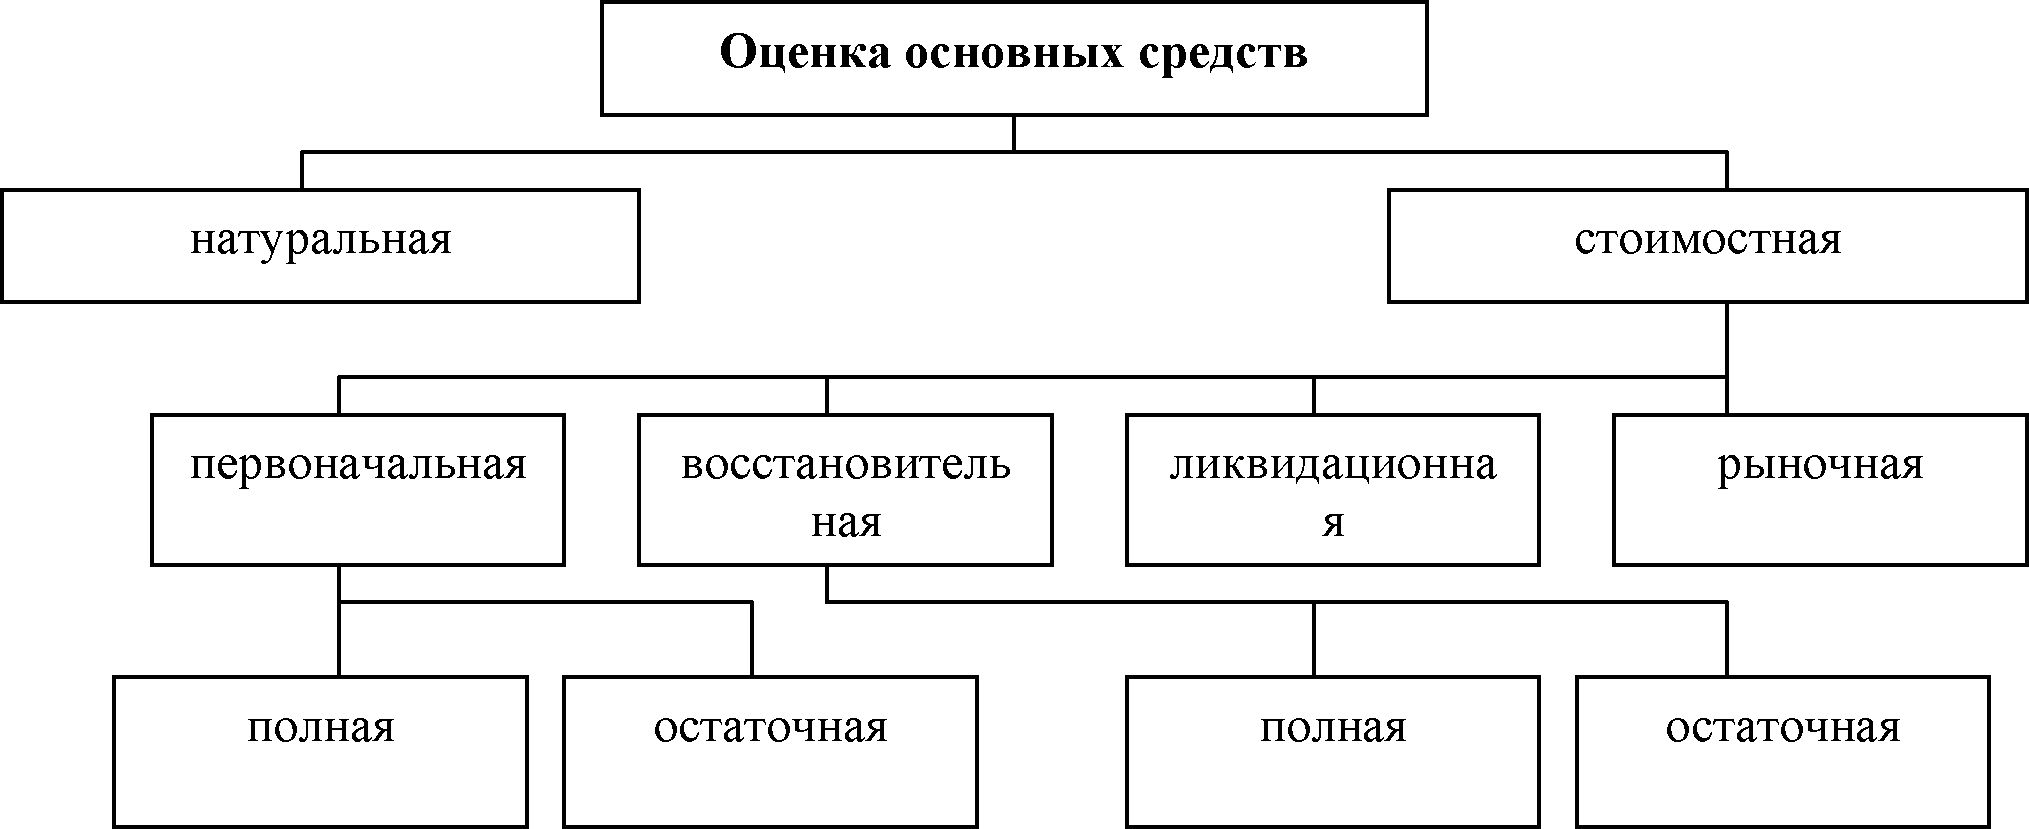 Оценка основных средств
натуральная
стоимостная
первоначальная
восстановитель
ная
ликвидационна
я
рыночная
полная
остаточная
полная
остаточная